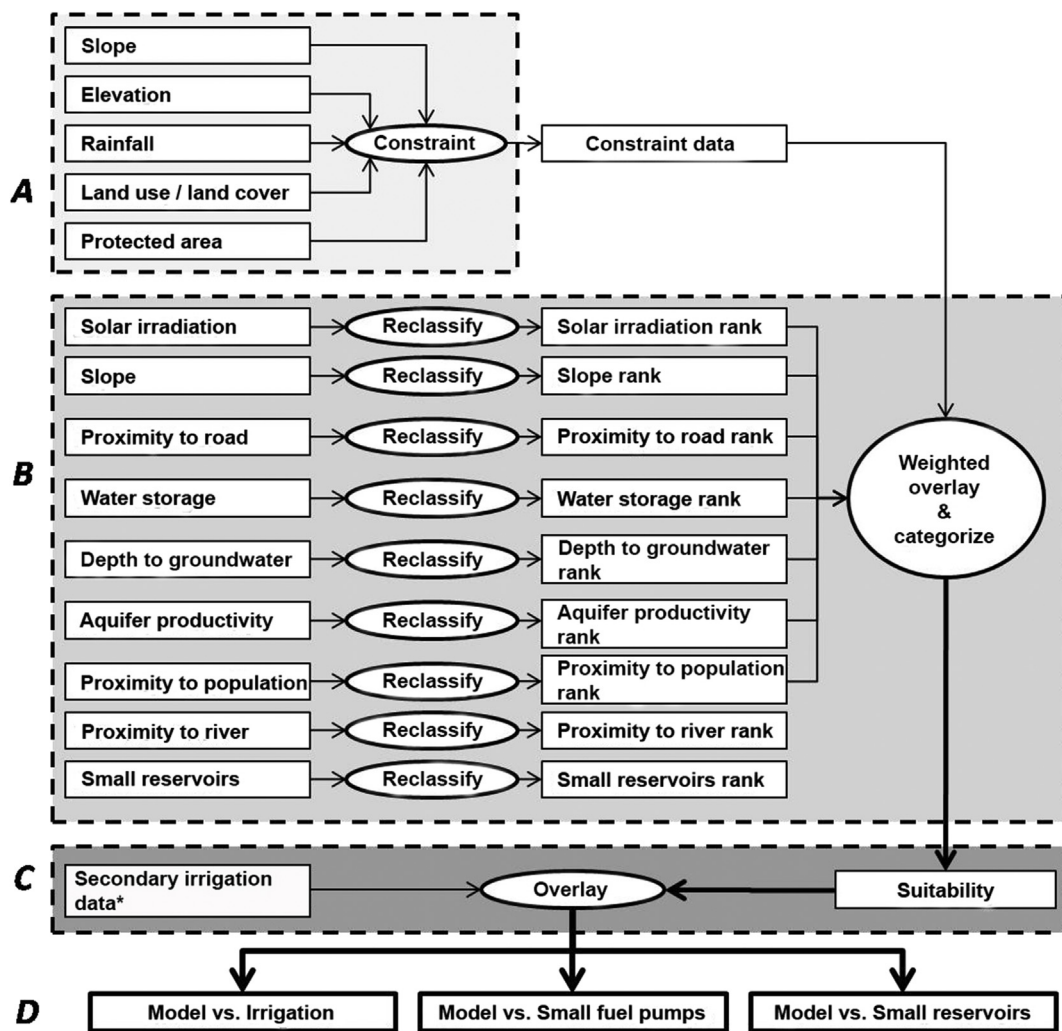 Slope
Elevation
Rainfall
Land use / land cover
Protected area
Constraint
Constraint data
A
Solar irradiation
Reclassify
Solar irradiation rank
Slope
Reclassify
Slope rank
Proximity to road
Reclassify
Proximity to road rank
B
Water storage
Reclassify
Water storage rank
Depth to groundwater
Reclassify
Depth to groundwater
rank
Aquifer productivity
Reclassify
Aquifer productivity
rank
Proximity to population
Reclassify
Proximity to population
rank
Proximity to river
Reclassify
Proximity to river rank
Small reservoirs
Reclassify
Small reservoirs rank
Weighted
overlay
&
categorize
C
Secondary irrigation
data*
Overlay
Suitability
D
Model vs. Irrigation
Model vs. Small fuel pumps
Model vs. Small reservoirs